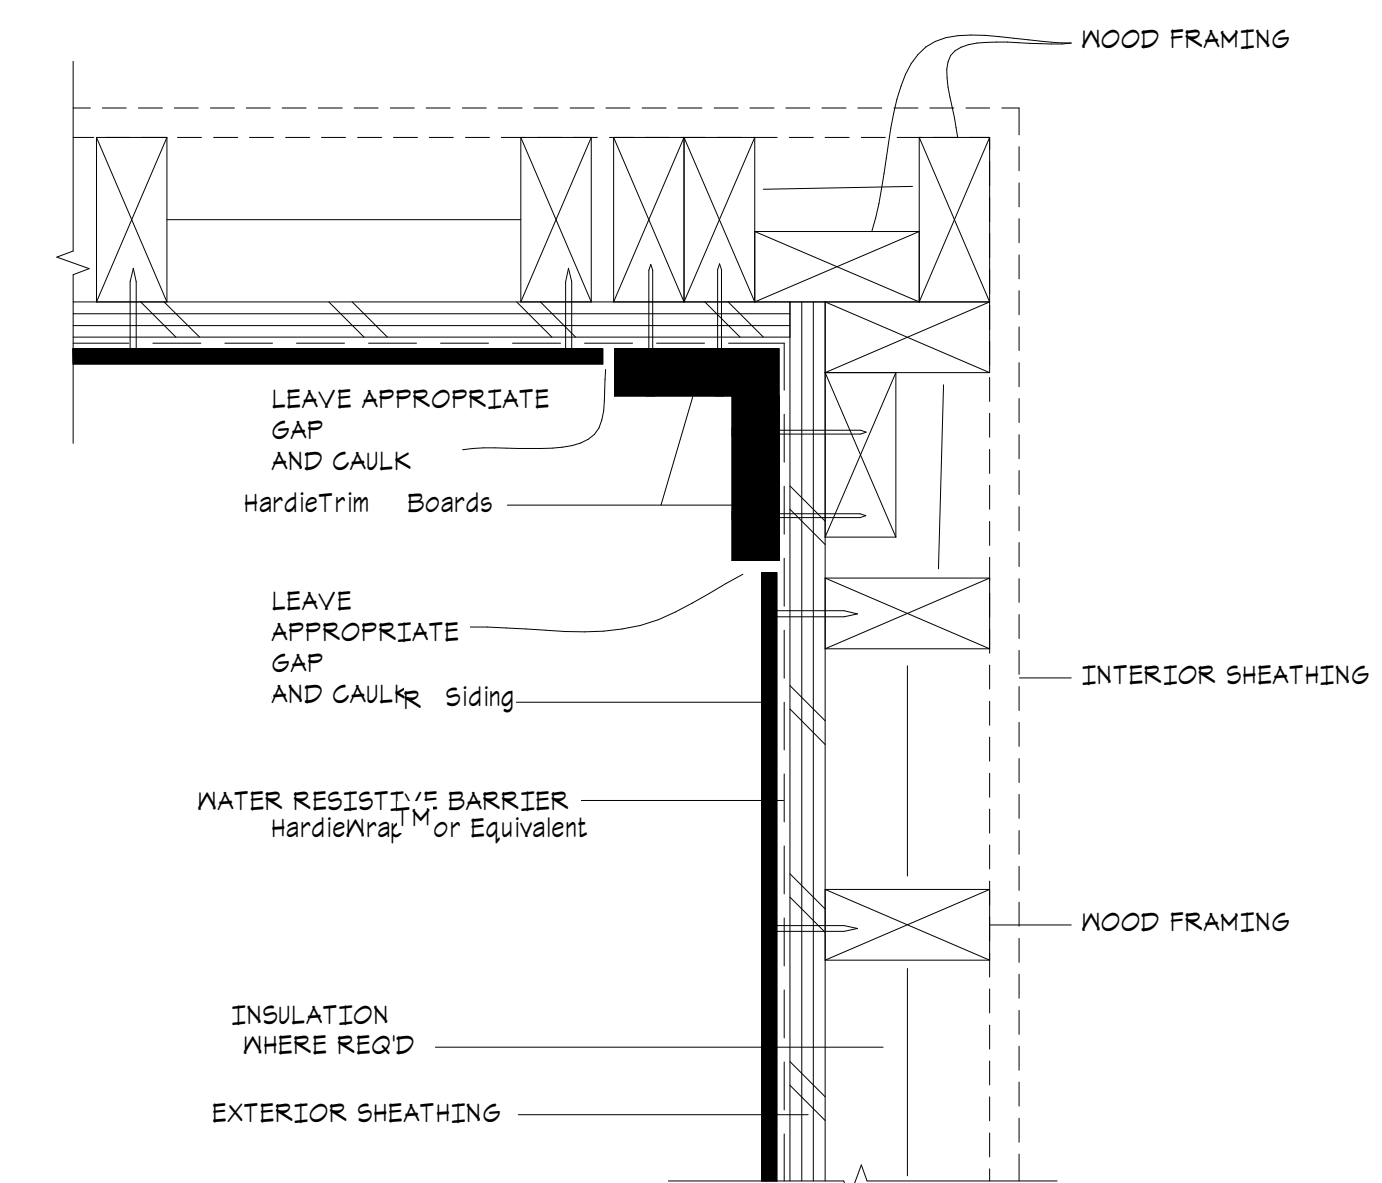 WOOD FRAMING
LEAVE APPROPRIATE
GAP
AND CAULK
HardieTrim Boards
LEAVE
APPROPRIATE
GAP
AND CAULK
R Siding
INTERIOR SHEATHING
WATER RESISTIVE BARRIER
HardieWrap TM or Equivalent
WOOD FRAMING
INSULATION
WHERE REQ'D
EXTERIOR SHEATHING